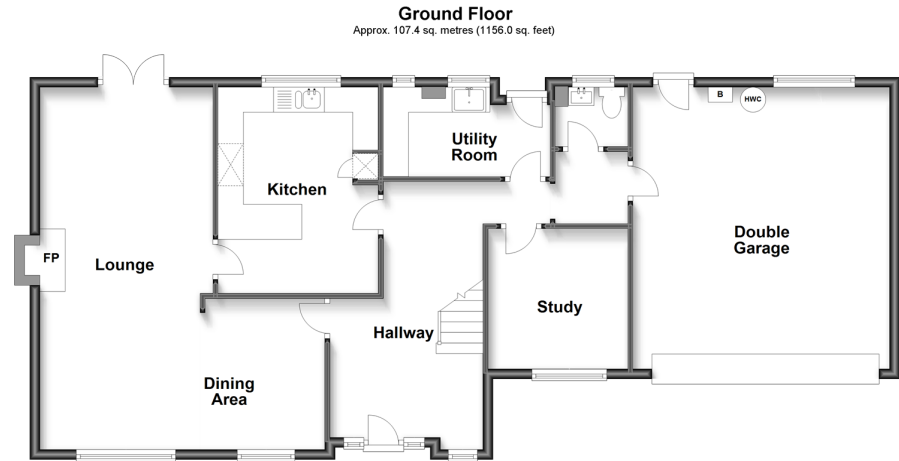 Ground Floor
Approx. 107.4 sq. metres (1156.0 sq. feet)
B
HWC
Utility
Room
Kitchen
Double
Garage
FP
Lounge
Study
Hallway
Dining
Area